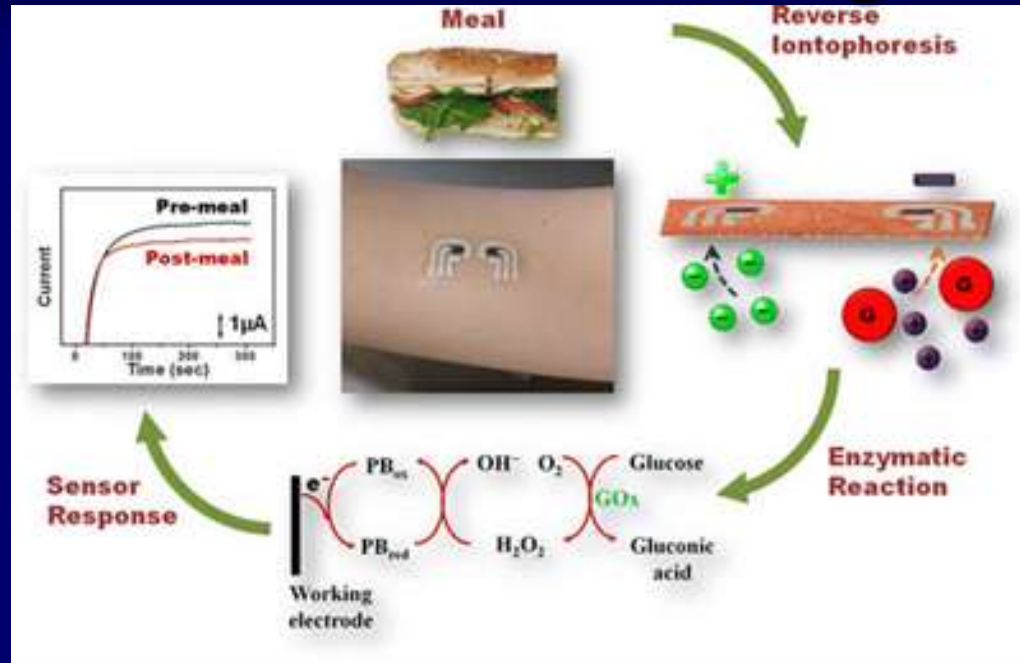 Meal
Reverse
Iontophoresis
Pre-meal
Post-meal
Current
1μA
0 100 200 300
Time (sec)
+
−
G
G
Enzymatic
Reaction
Sensor
Response
e⁻
PBox
OH⁻ O₂
Glucose
GOx
PBred
H₂O₂
Gluconic
acid
Working
electrode